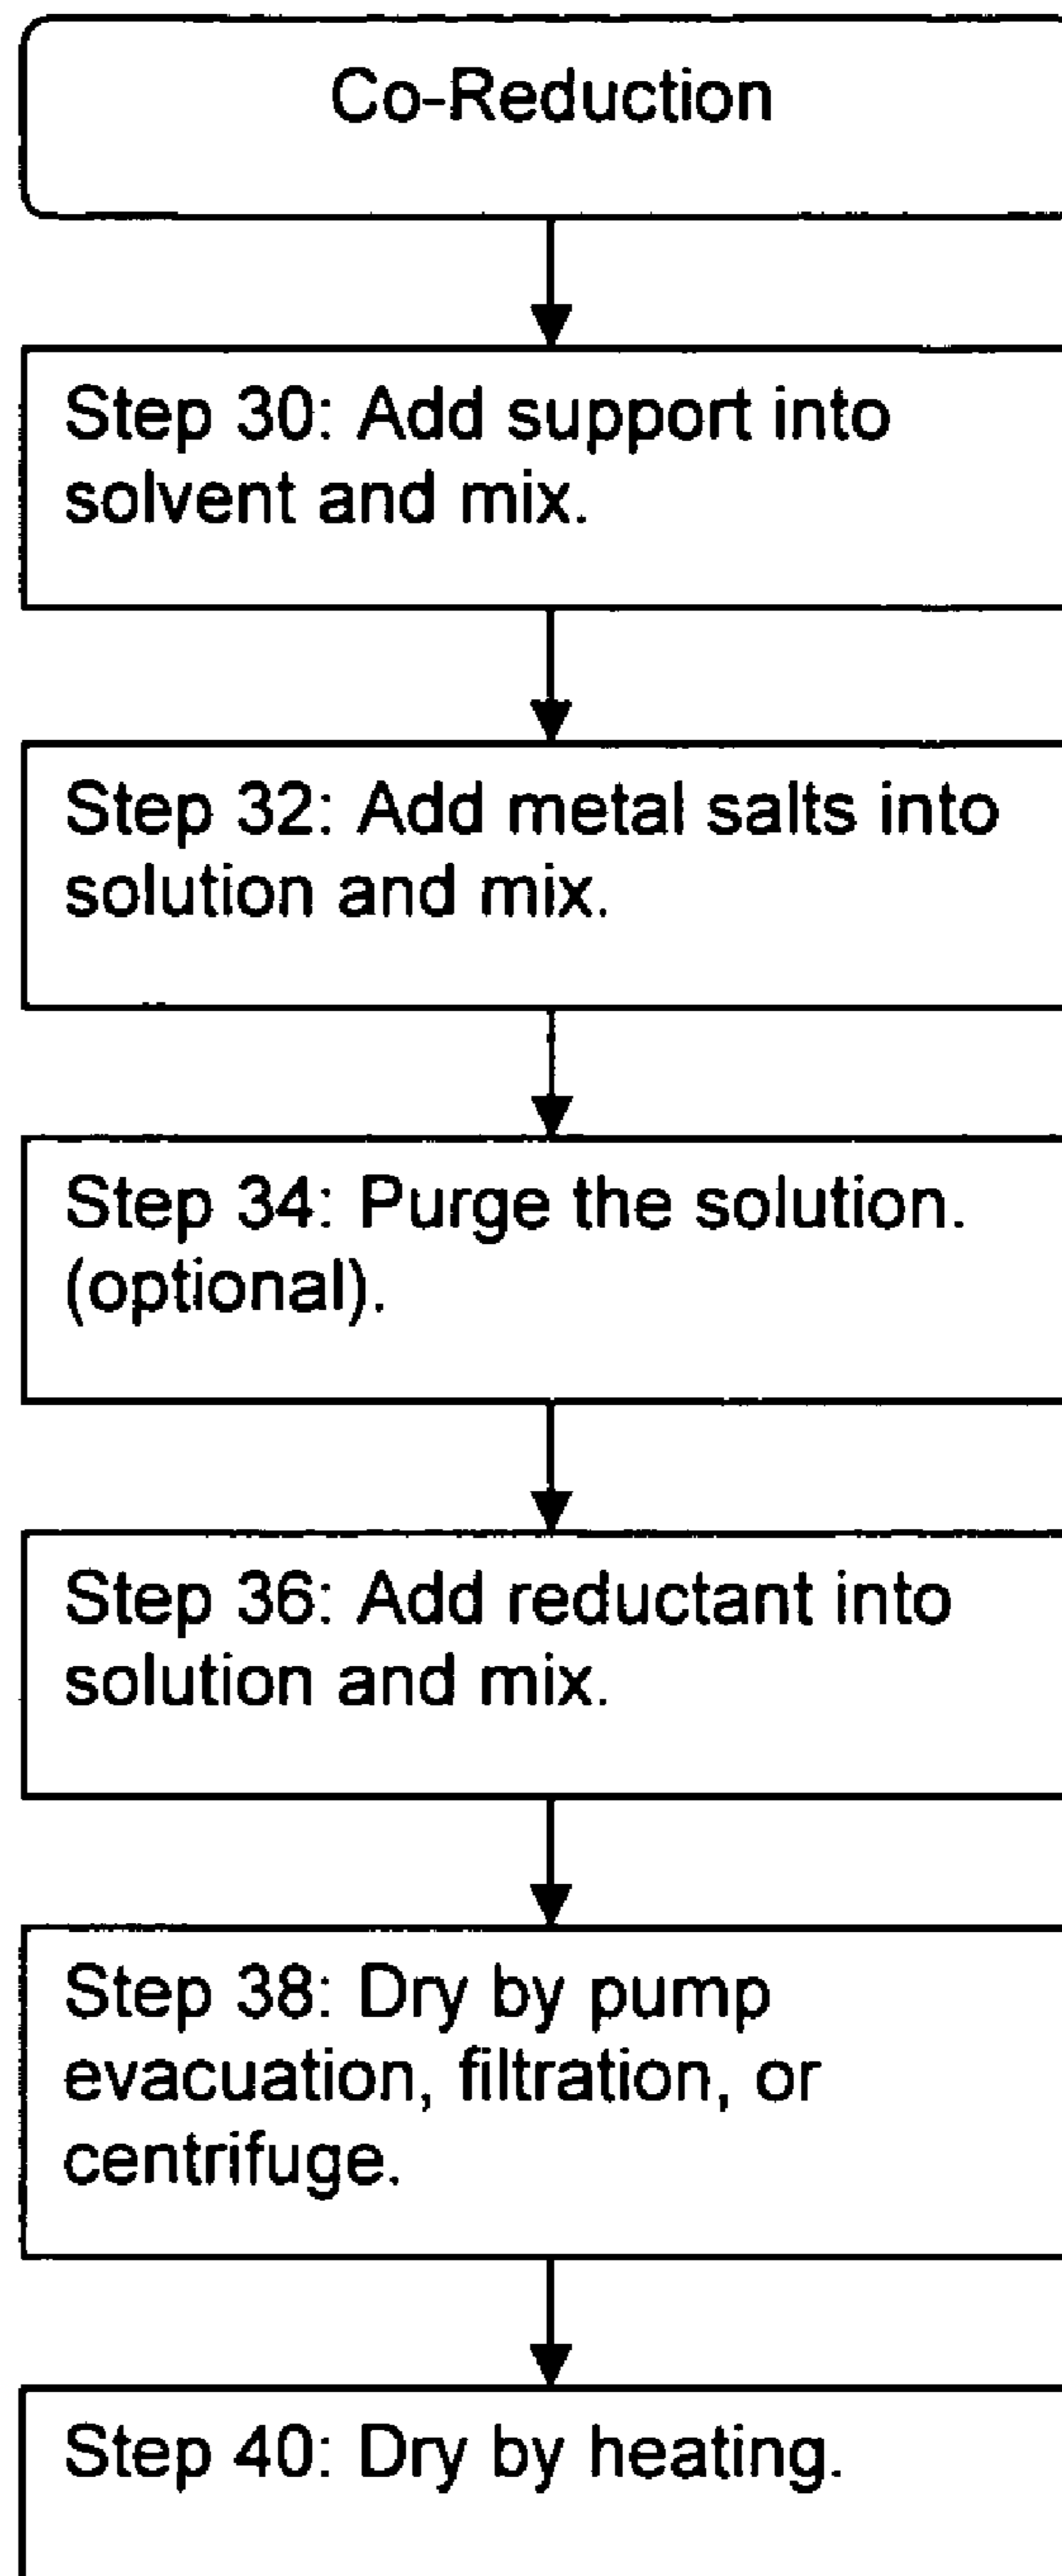 Co-Reduction
Step 30: Add support into
solvent and mix.
Step 32: Add metal salts into
solution and mix.
Step 34: Purge the solution.
(optional).
Step 36: Add reductant into
solution and mix.
Step 38: Dry by pump
evacuation, filtration, or
centrifuge.
Step 40: Dry by heating.